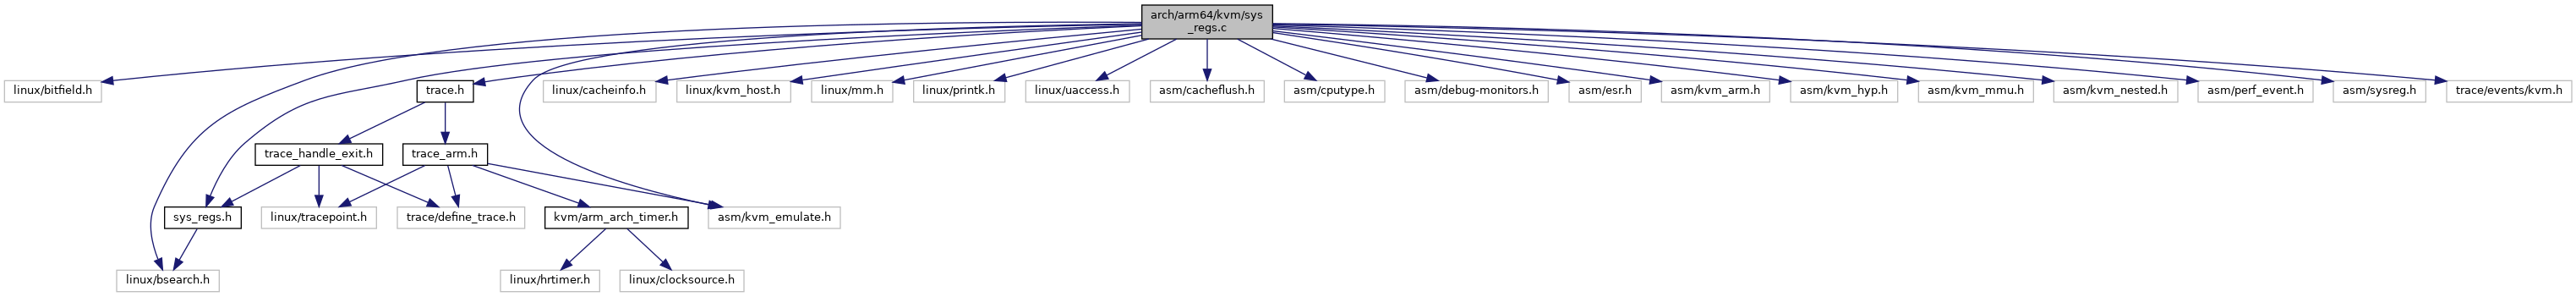 arch/arm64/kvm/sys
_regs.c
linux/bitfield.h
trace.h
linux/cacheinfo.h
linux/kvm_host.h
linux/mm.h
linux/printk.h
linux/uaccess.h
asm/cacheflush.h
asm/cputype.h
asm/debug-monitors.h
asm/esr.h
asm/kvm_arm.h
asm/kvm_hyp.h
asm/kvm_mmu.h
asm/kvm_nested.h
asm/perf_event.h
asm/sysreg.h
trace/events/kvm.h
trace_handle_exit.h
trace_arm.h
sys_regs.h
linux/tracepoint.h
trace/define_trace.h
kvm/arm_arch_timer.h
asm/kvm_emulate.h
linux/bsearch.h
linux/hrtimer.h
linux/clocksource.h